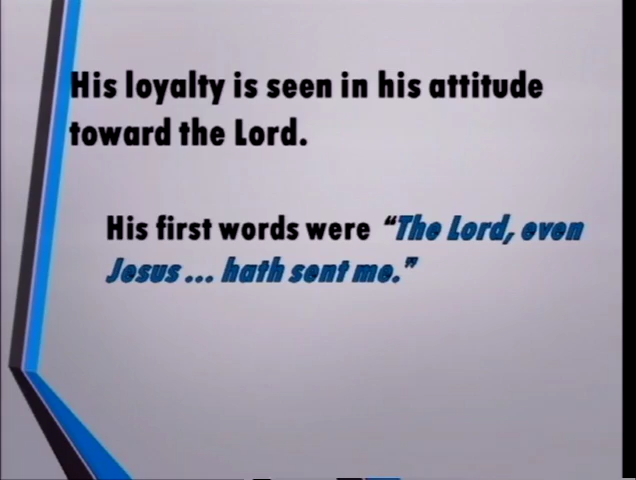 His loyalty is seen in his attitude
toward the Lord.
His first words were “The Lord, even
Jesus ... hath sent me.”